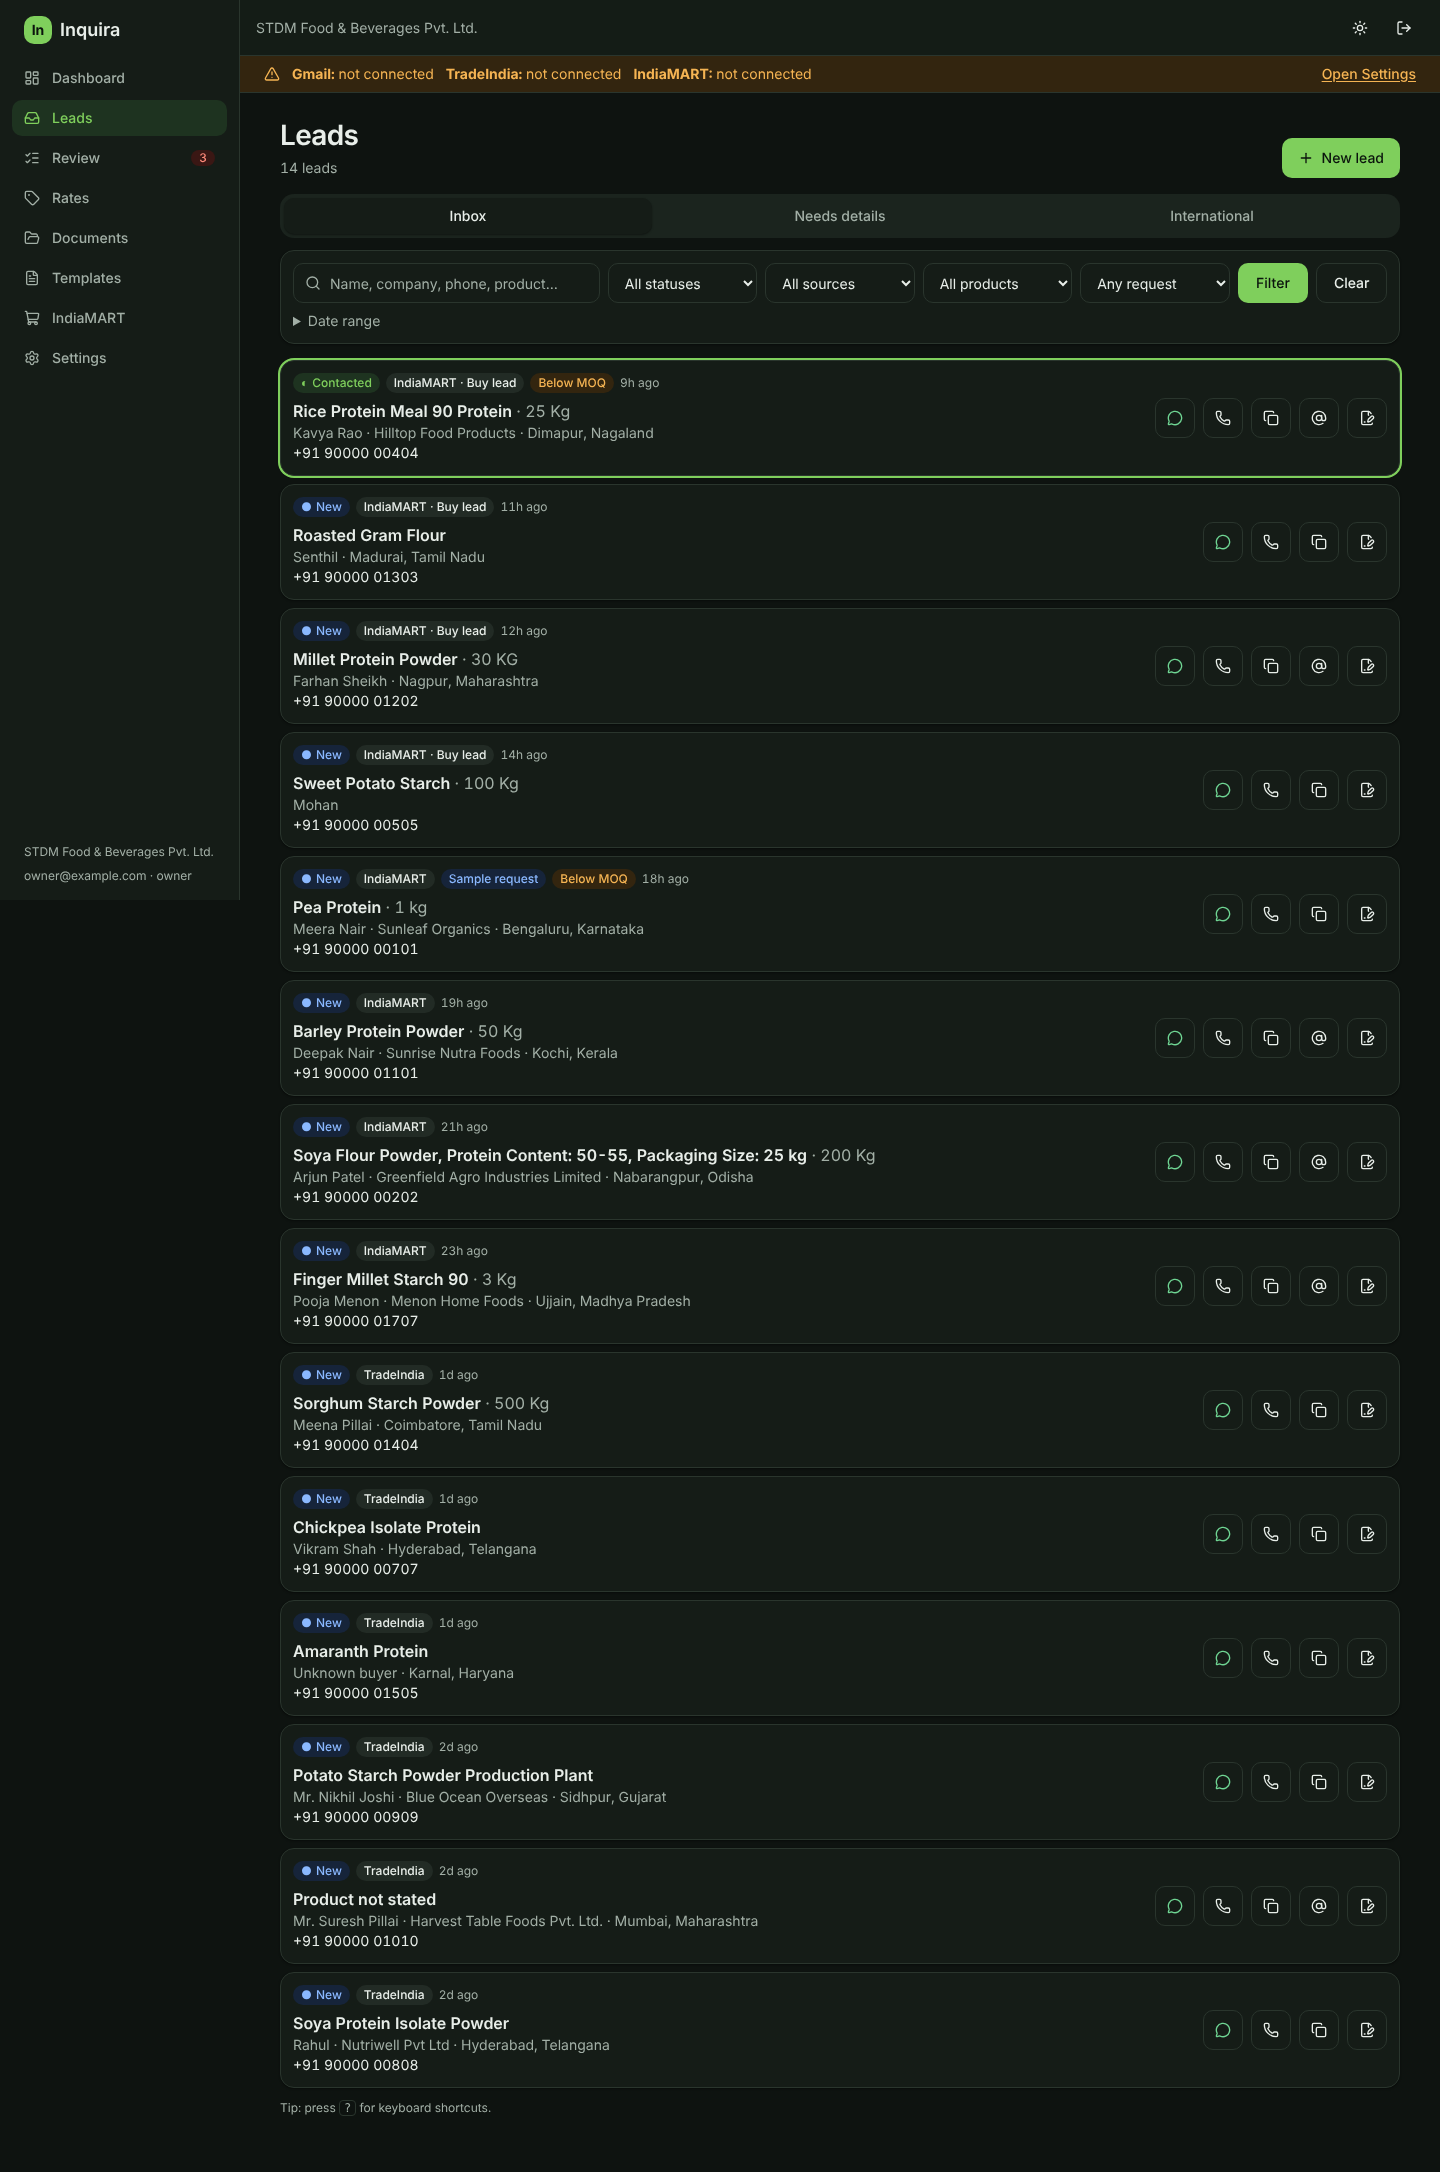 In Inquira
Dashboard
Leads
Review 3
Rates
Documents
Templates
IndiaMART
Settings
STDM Food & Beverages Pvt. Ltd.
owner@example.com · owner
STDM Food & Beverages Pvt. Ltd.
Gmail: not connected TradeIndia: not connected IndiaMART: not connected Open Settings
Leads
14 leads
New lead
Inbox Needs details International
Name, company, phone, product... All statuses All sources All products Any request Filter Clear
Date range
Contacted IndiaMART · Buy lead Below MOQ 9h ago
Rice Protein Meal 90 Protein · 25 Kg
Kavya Rao · Hilltop Food Products · Dimapur, Nagaland
+91 90000 00404
New IndiaMART · Buy lead 11h ago
Roasted Gram Flour
Senthil · Madurai, Tamil Nadu
+91 90000 01303
New IndiaMART · Buy lead 12h ago
Millet Protein Powder · 30 KG
Farhan Sheikh · Nagpur, Maharashtra
+91 90000 01202
New IndiaMART · Buy lead 14h ago
Sweet Potato Starch · 100 Kg
Mohan
+91 90000 00505
New IndiaMART Sample request Below MOQ 18h ago
Pea Protein · 1 kg
Meera Nair · Sunleaf Organics · Bengaluru, Karnataka
+91 90000 00101
New IndiaMART 19h ago
Barley Protein Powder · 50 Kg
Deepak Nair · Sunrise Nutra Foods · Kochi, Kerala
+91 90000 01101
New IndiaMART 21h ago
Soya Flour Powder, Protein Content: 50-55, Packaging Size: 25 kg · 200 Kg
Arjun Patel · Greenfield Agro Industries Limited · Nabarangpur, Odisha
+91 90000 00202
New IndiaMART 23h ago
Finger Millet Starch 90 · 3 Kg
Pooja Menon · Menon Home Foods · Ujjain, Madhya Pradesh
+91 90000 01707
New TradeIndia 1d ago
Sorghum Starch Powder · 500 Kg
Meena Pillai · Coimbatore, Tamil Nadu
+91 90000 01404
New TradeIndia 1d ago
Chickpea Isolate Protein
Vikram Shah · Hyderabad, Telangana
+91 90000 00707
New TradeIndia 1d ago
Amaranth Protein
Unknown buyer · Karnal, Haryana
+91 90000 01505
New TradeIndia 2d ago
Potato Starch Powder Production Plant
Mr. Nikhil Joshi · Blue Ocean Overseas · Sidhpur, Gujarat
+91 90000 00909
New TradeIndia 2d ago
Product not stated
Mr. Suresh Pillai · Harvest Table Foods Pvt. Ltd. · Mumbai, Maharashtra
+91 90000 01010
New TradeIndia 2d ago
Soya Protein Isolate Powder
Rahul · Nutriwell Pvt Ltd · Hyderabad, Telangana
+91 90000 00808
Tip: press ? for keyboard shortcuts.